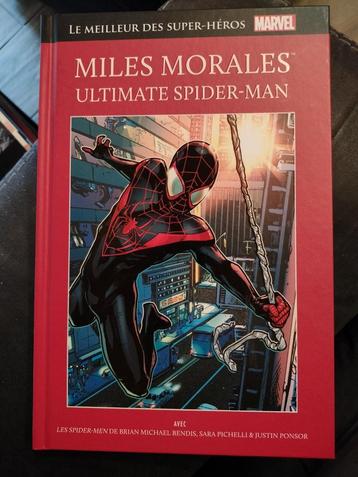 LE MEILLEUR DES SUPER-HÉROS MARVEL
MILES MORALES™
ULTIMATE SPIDER-MAN
AVEC
LES SPIDER-MEN DE BRIAN MICHAEL BENDIS, SARA PICHELLI & JUSTIN PONSOR